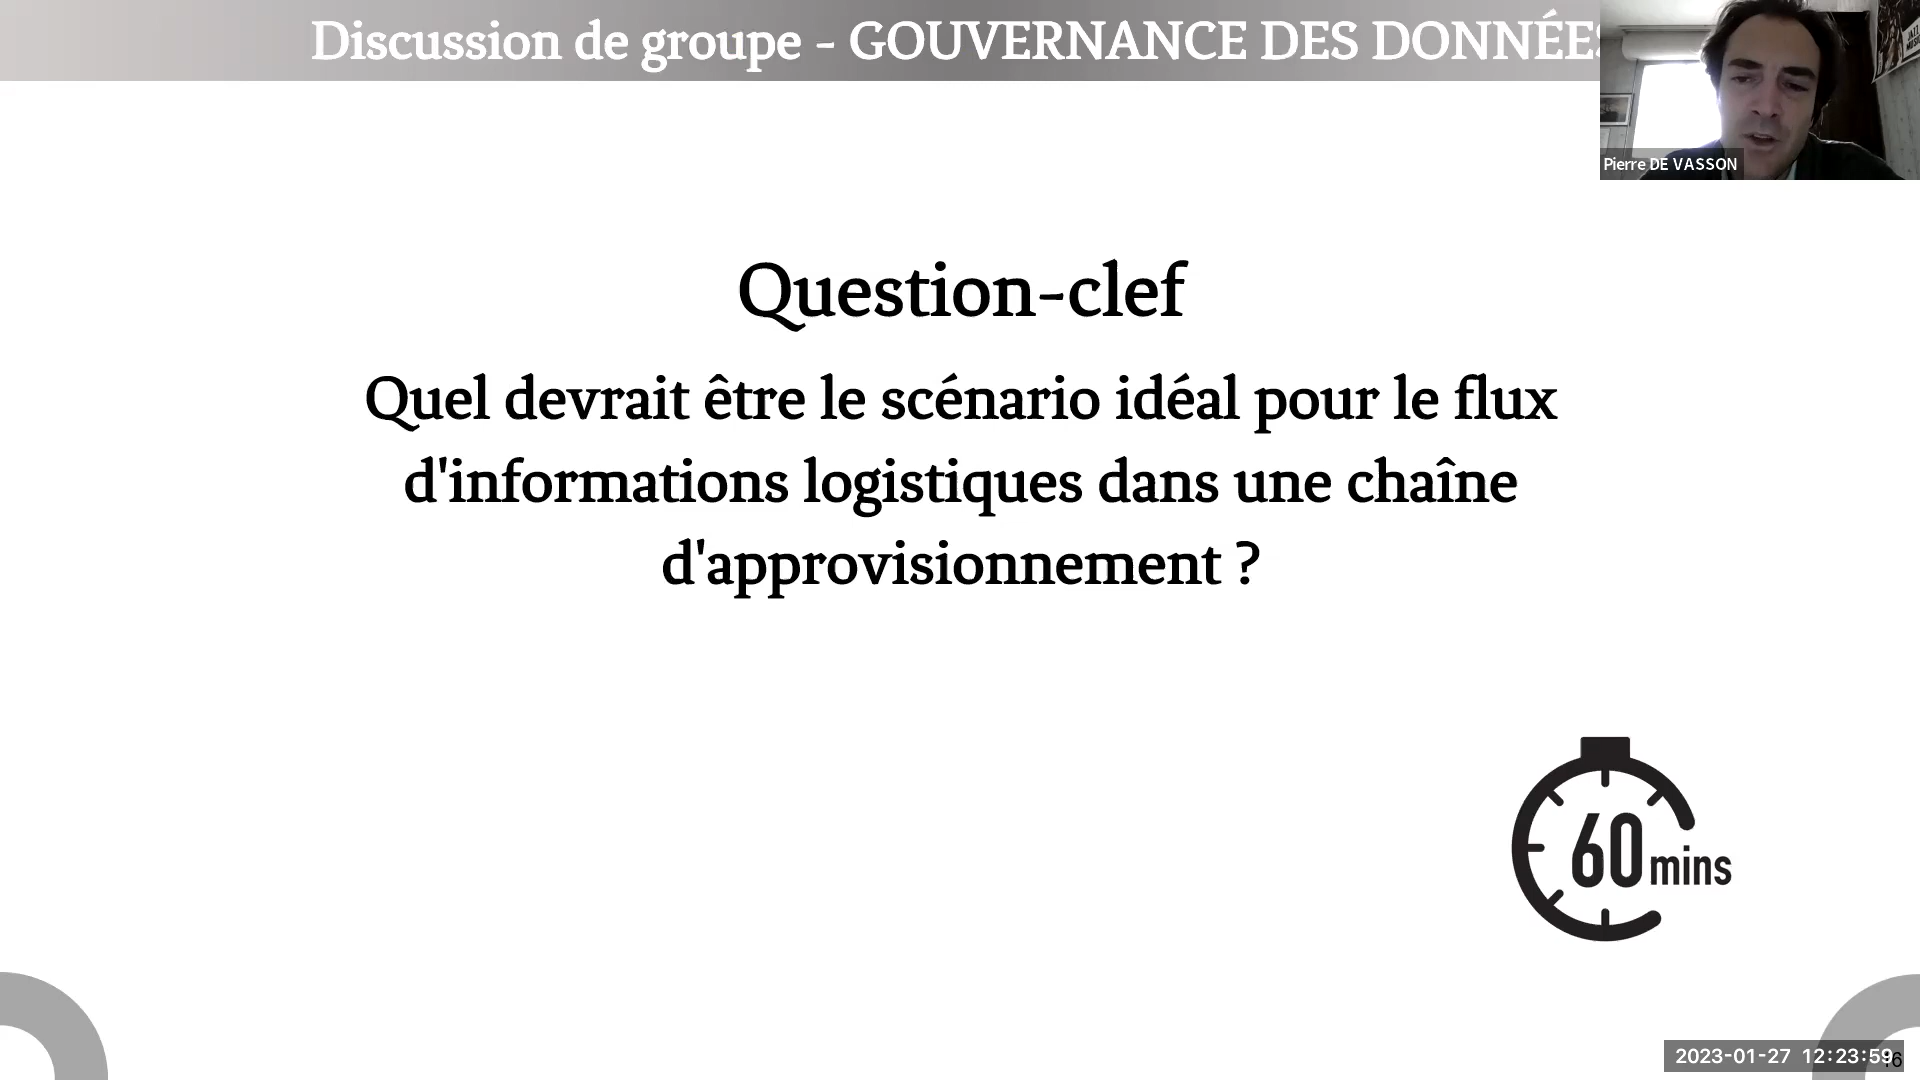 Discussion de groupe - GOUVERNANCE DES DONNÉES
Pierre DE VASSON
Question-clef
Quel devrait être le scénario idéal pour le flux
d'informations logistiques dans une chaîne
d'approvisionnement ?
60 mins
2023-01-27 12:23:59